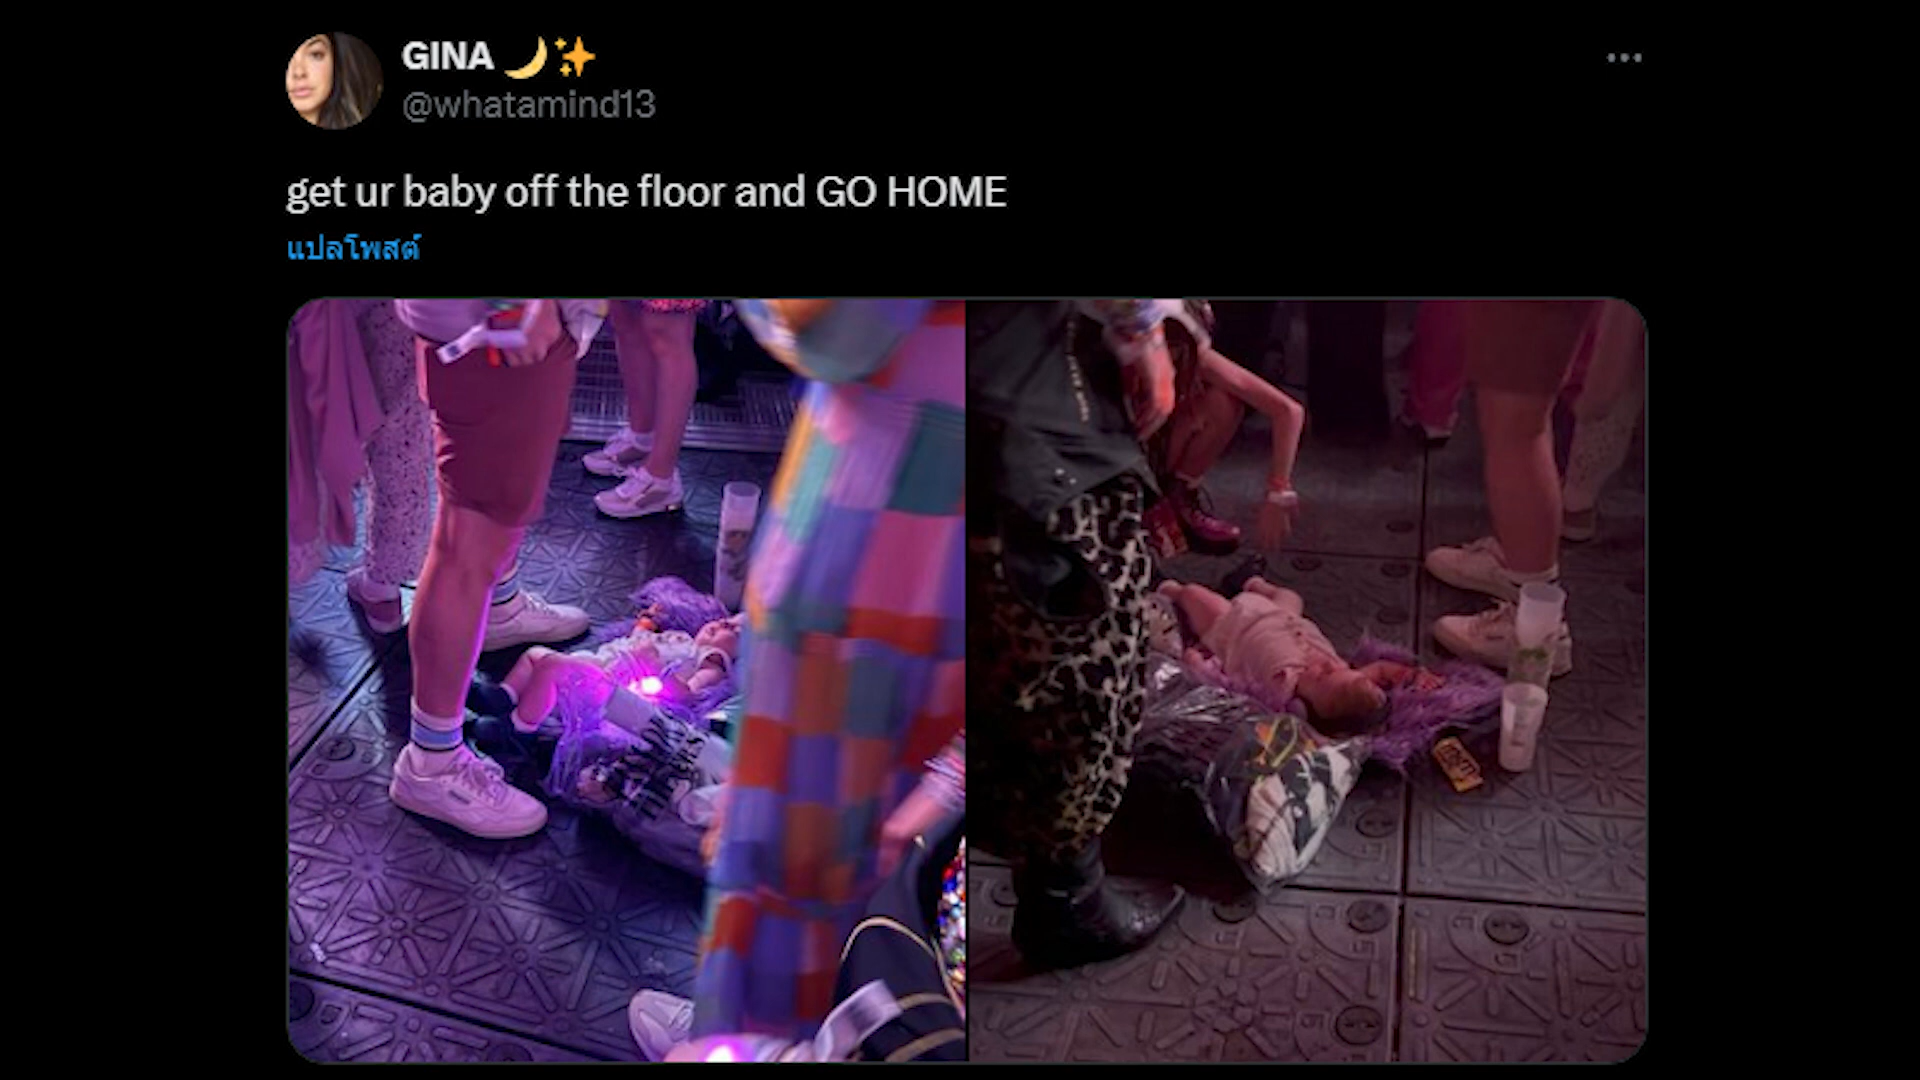 GINA 🌙✨
@whatamind13
get ur baby off the floor and GO HOME
แปลโพสต์